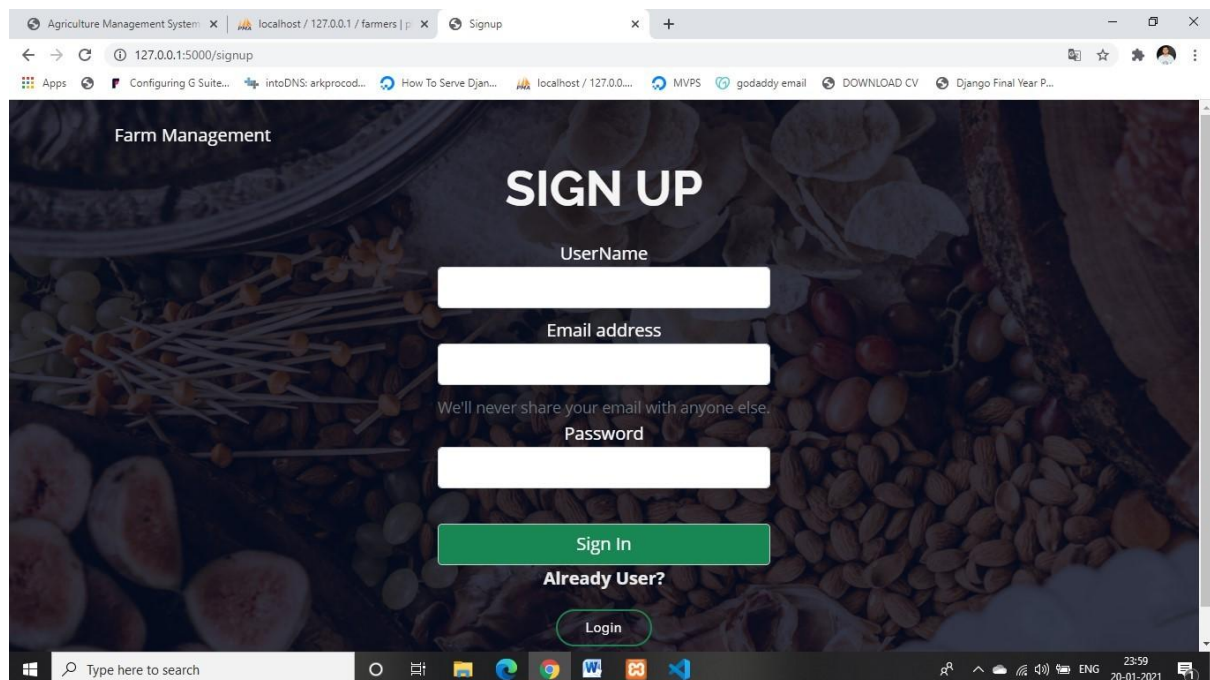 Agriculture Management System
localhost / 127.0.0.1 / farmers | p
Signup
127.0.0.1:5000/signup
Apps
Configuring G Suite...
intoDNS: arkprocod...
How To Serve Djan...
localhost / 127.0.0....
MVPS
godaddy email
DOWNLOAD CV
Django Final Year P...
Farm Management
SIGN UP
UserName
Email address
We'll never share your email with anyone else.
Password
Sign In
Already User?
Login
Type here to search
ENG
23:59
20-01-2021